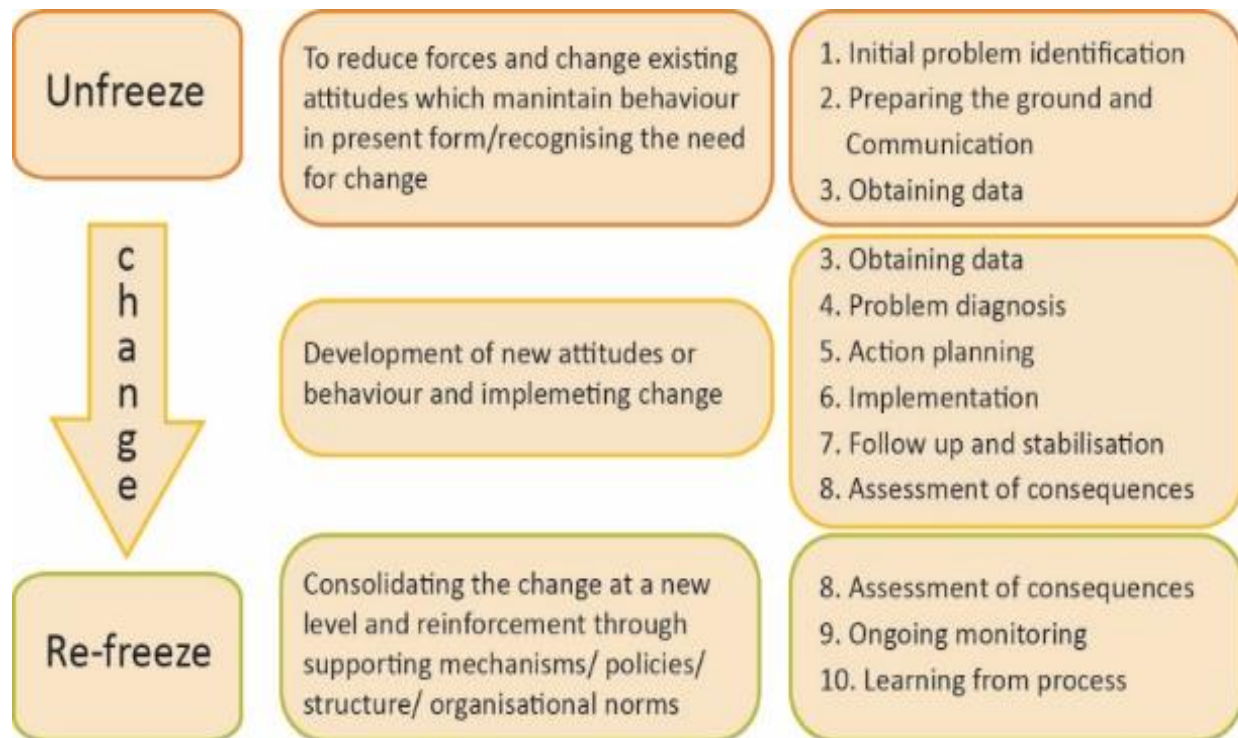 Unfreeze
To reduce forces and change existing
attitudes which manintain behaviour
in present form/recognising the need
for change
1. Initial problem identification
2. Preparing the ground and
Communication
3. Obtaining data
change
Development of new attitudes or
behaviour and implemeting change
3. Obtaining data
4. Problem diagnosis
5. Action planning
6. Implementation
7. Follow up and stabilisation
8. Assessment of consequences
Re-freeze
Consolidating the change at a new
level and reinforcement through
supporting mechanisms/ policies/
structure/ organisational norms
8. Assessment of consequences
9. Ongoing monitoring
10. Learning from process